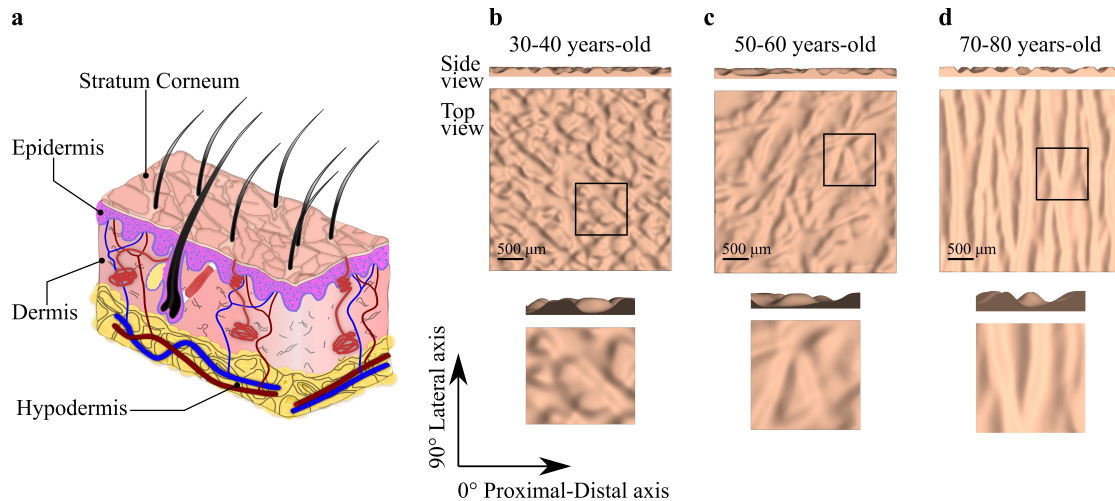 a
Stratum Corneum
Epidermis
Dermis
Hypodermis
b
30-40 years-old
Side
view
Top
view
500 μm
c
50-60 years-old
500 μm
d
70-80 years-old
500 μm
90° Lateral axis
0° Proximal-Distal axis